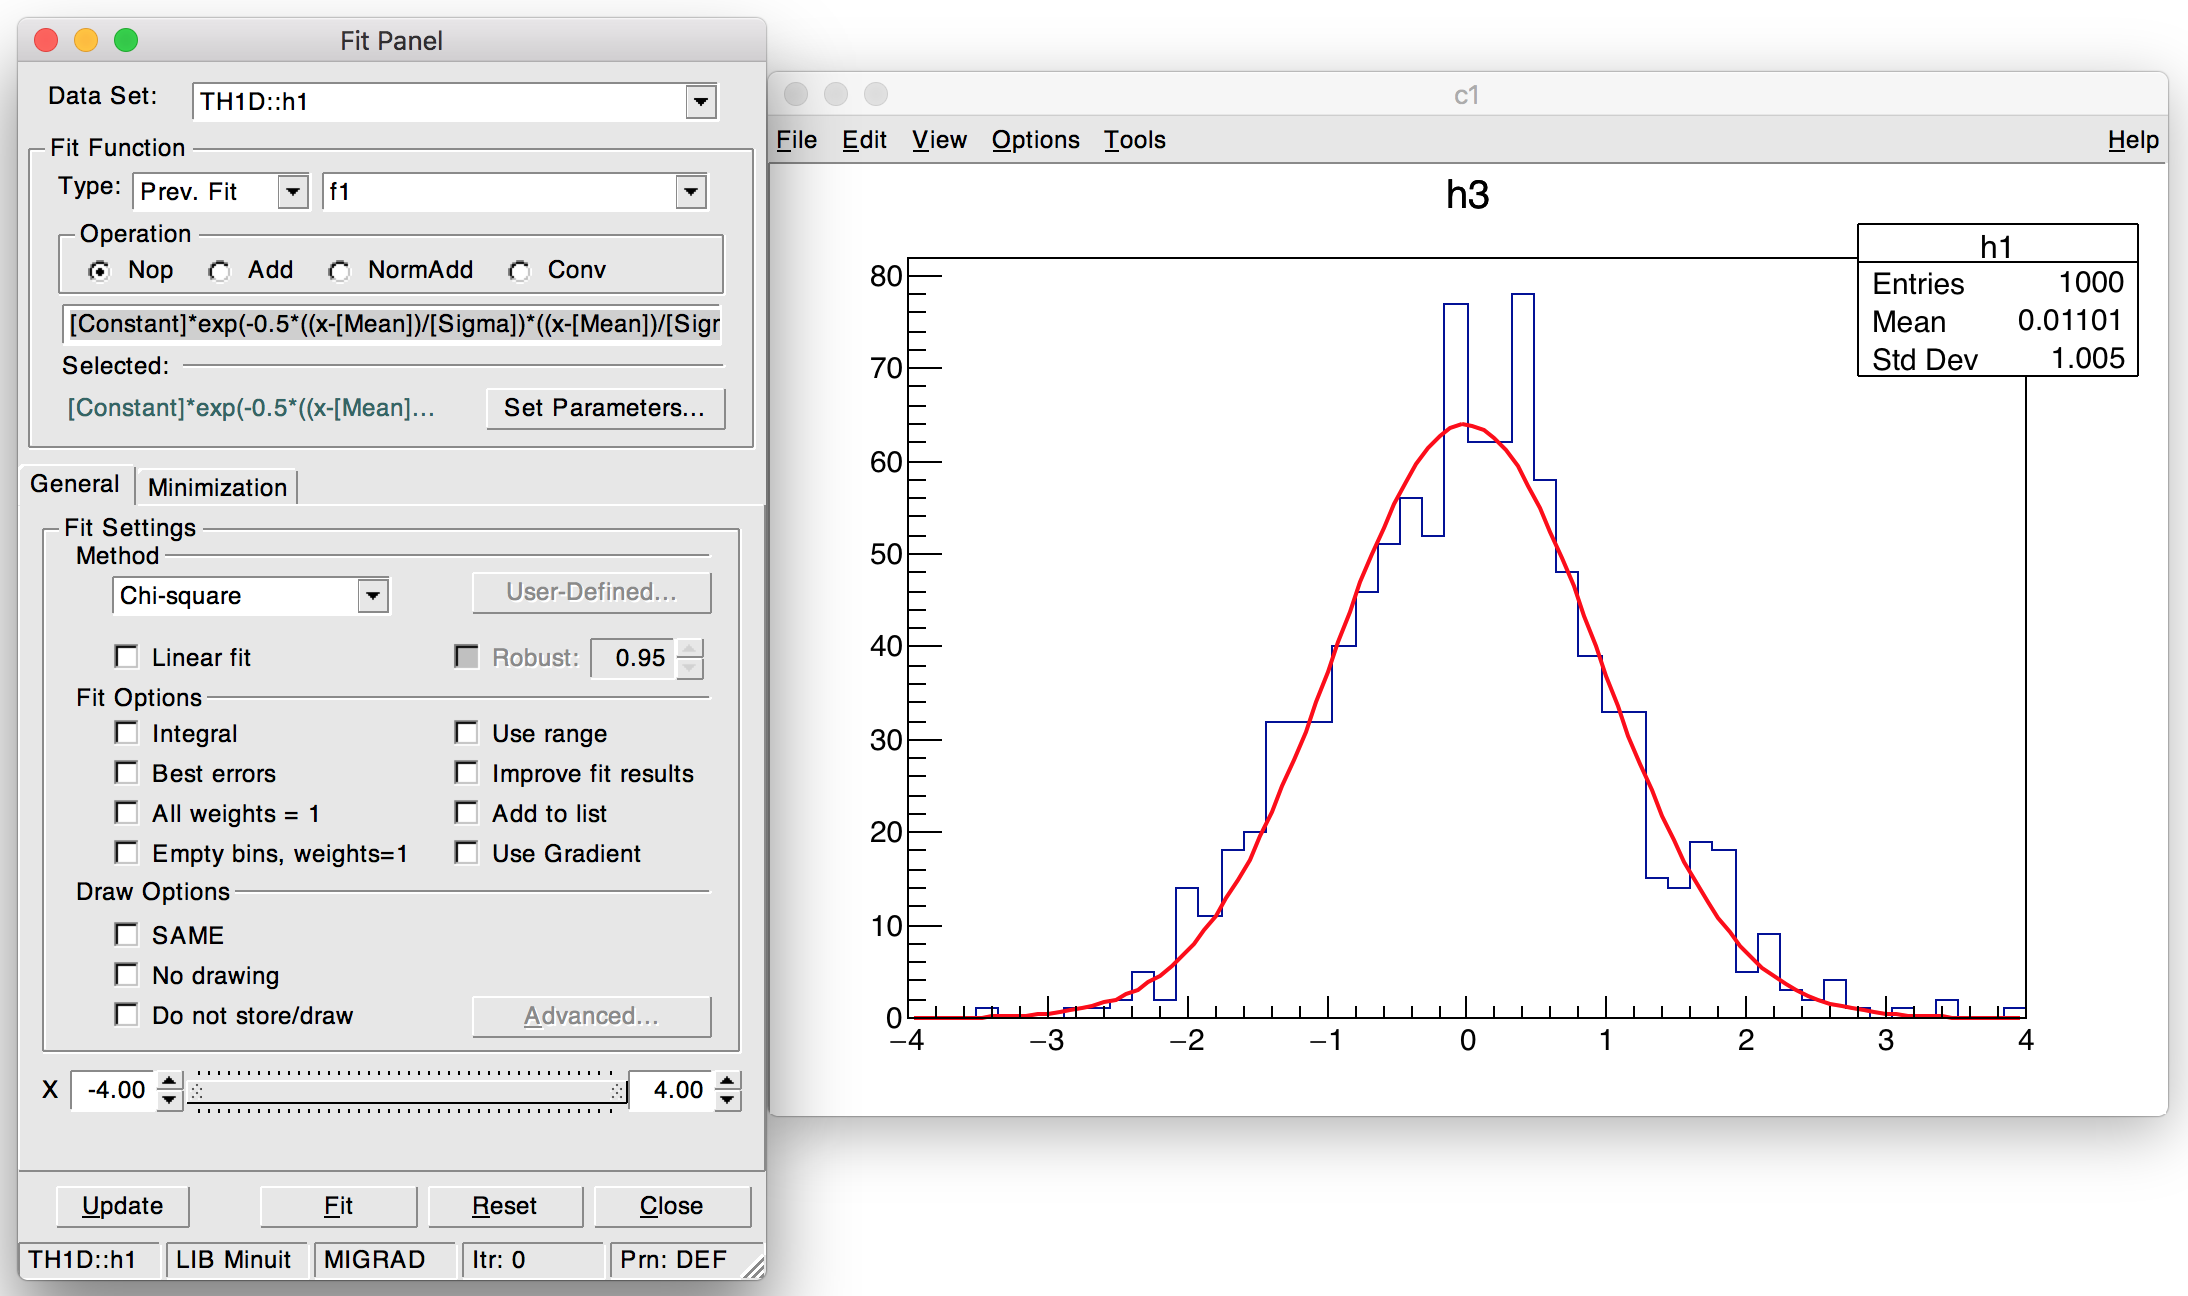 Fit Panel
Data Set: TH1D::h1
Fit Function
Type: Prev. Fit f1
Operation
Nop Add NormAdd Conv
[Constant]*exp(-0.5*((x-[Mean])/[Sigma])*((x-[Mean])/[Sigr
Selected:
[Constant]*exp(-0.5*((x-[Mean]... Set Parameters...
General Minimization
Fit Settings
Method
Chi-square User-Defined...
Linear fit Robust: 0.95
Fit Options
Integral Use range
Best errors Improve fit results
All weights = 1 Add to list
Empty bins, weights=1 Use Gradient
Draw Options
SAME
No drawing
Do not store/draw Advanced...
X -4.00 4.00
Update Fit Reset Close
TH1D::h1 LIB Minuit MIGRAD Itr: 0 Prn: DEF
c1
File Edit View Options Tools Help
h3
h1
Entries 1000
Mean 0.01101
Std Dev 1.005
80
70
60
50
40
30
20
10
0
−4 −3 −2 −1 0 1 2 3 4